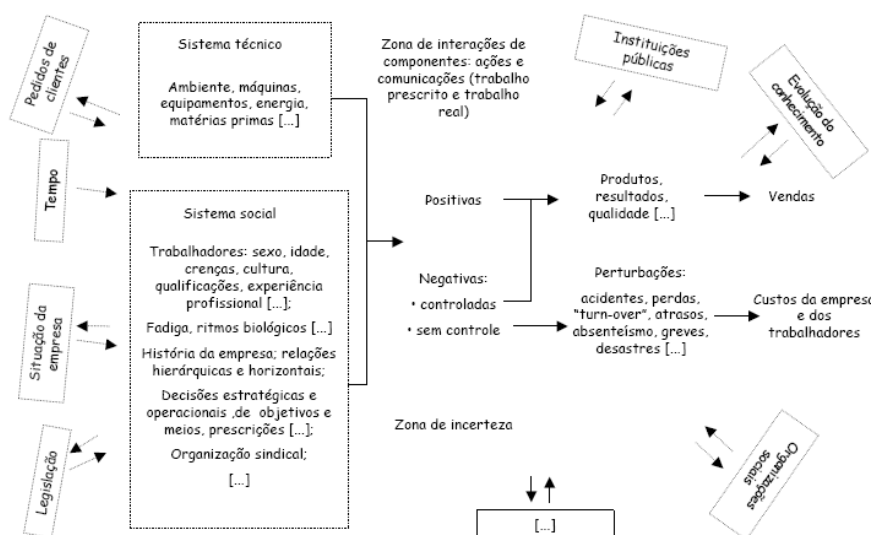 Pedidos de
clientes
Tempo
Situação da
empresa
Legislação
Sistema técnico
Ambiente, máquinas,
equipamentos, energia,
matérias primas [...]
Sistema social
Trabalhadores: sexo, idade,
crenças, cultura,
qualificações, experiência
profissional [...];
Fadiga, ritmos biológicos [...]
História da empresa; relações
hierárquicas e horizontais;
Decisões estratégicas e
operacionais ,de objetivos e
meios, prescrições [...];
Organização sindical;
[...]
Zona de interações de
componentes: ações e
comunicações (trabalho
prescrito e trabalho
real)
Positivas
Negativas:
• controladas
• sem controle
Zona de incerteza
[...]
Instituições
públicas
Evolução do
conhecimento
Produtos,
resultados,
qualidade [...]
Vendas
Perturbações:
acidentes, perdas,
"turn-over", atrasos,
absenteísmo, greves,
desastres [...]
Custos da empresa
e dos
trabalhadores
Organizações
sociais